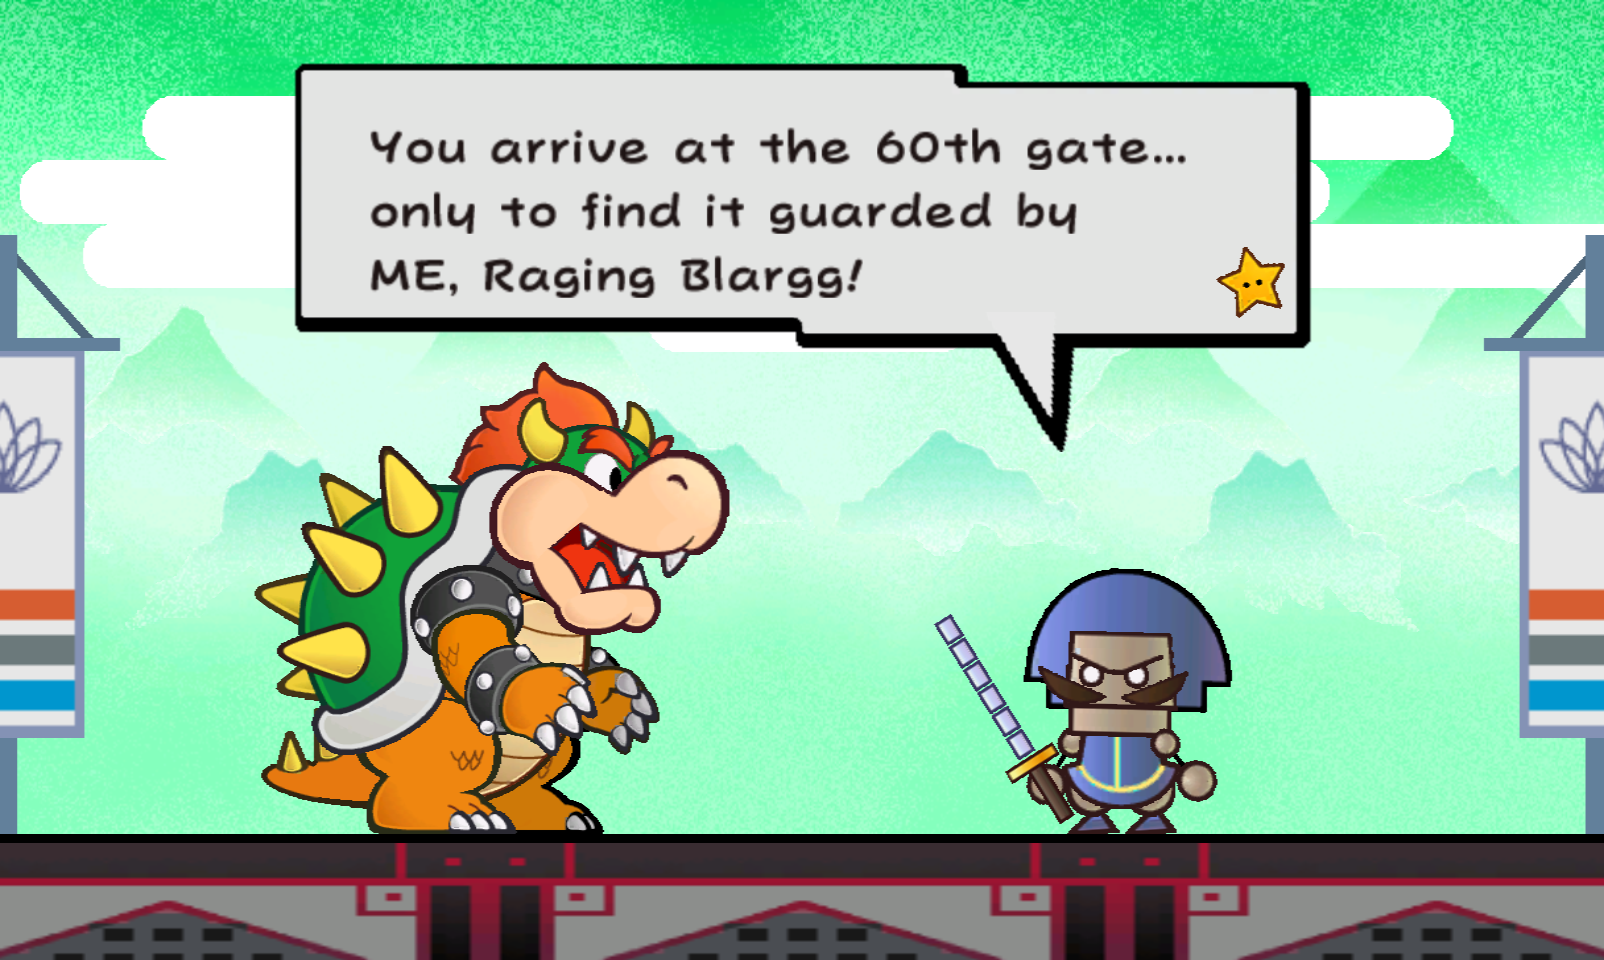 You arrive at the 60th gate...
only to find it guarded by
ME, Raging Blargg!